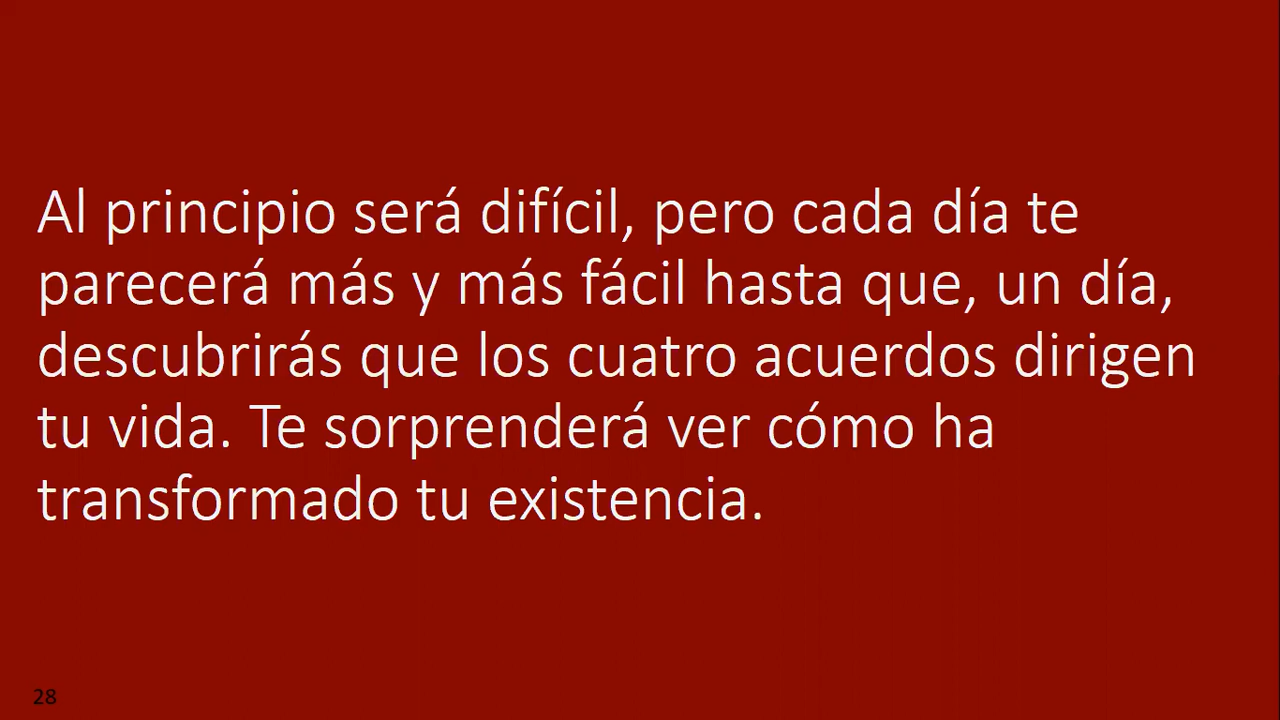 Al principio será difícil, pero cada día te
parecerá más y más fácil hasta que, un día,
descubrirás que los cuatro acuerdos dirigen
tu vida. Te sorprenderá ver cómo ha
transformado tu existencia.
28